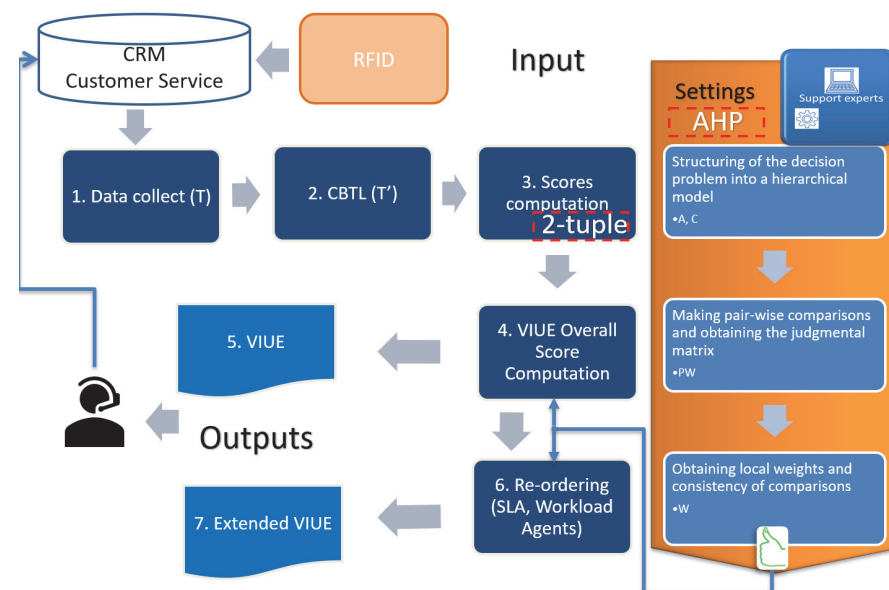 CRM
Customer Service
RFID
Input
1. Data collect (T)
2. CBTL (T’)
3. Scores
computation
2-tuple
4. VIUE Overall
Score
Computation
5. VIUE
Outputs
6. Re-ordering
(SLA, Workload
Agents)
7. Extended VIUE
Settings
AHP
Support experts
Structuring of the decision
problem into a hierarchical
model
•A, C
Making pair-wise comparisons
and obtaining the judgmental
matrix
•PW
Obtaining local weights and
consistency of comparisons
•W